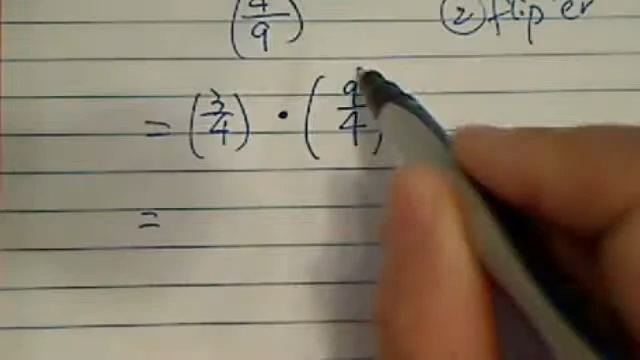 (4/9) ② flip'er
= (3/4) · (9/4)
=